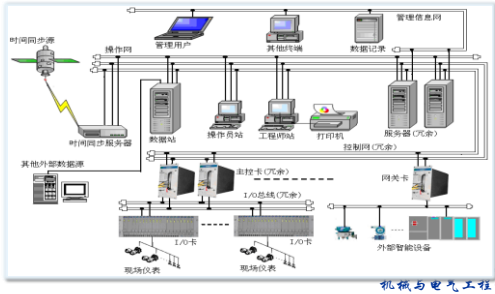 管理信息网
时间同步源
操作网
管理用户
其他终端
数据记录
时间同步服务器
数据站
操作员站
工程师站
打印机
服务器(冗余)
控制网(冗余)
其他外部数据源
主控卡(冗余)
网关卡
I/O总线(冗余)
I/O卡
I/O卡
外部智能设备
现场仪表
现场仪表
机械与电气工程